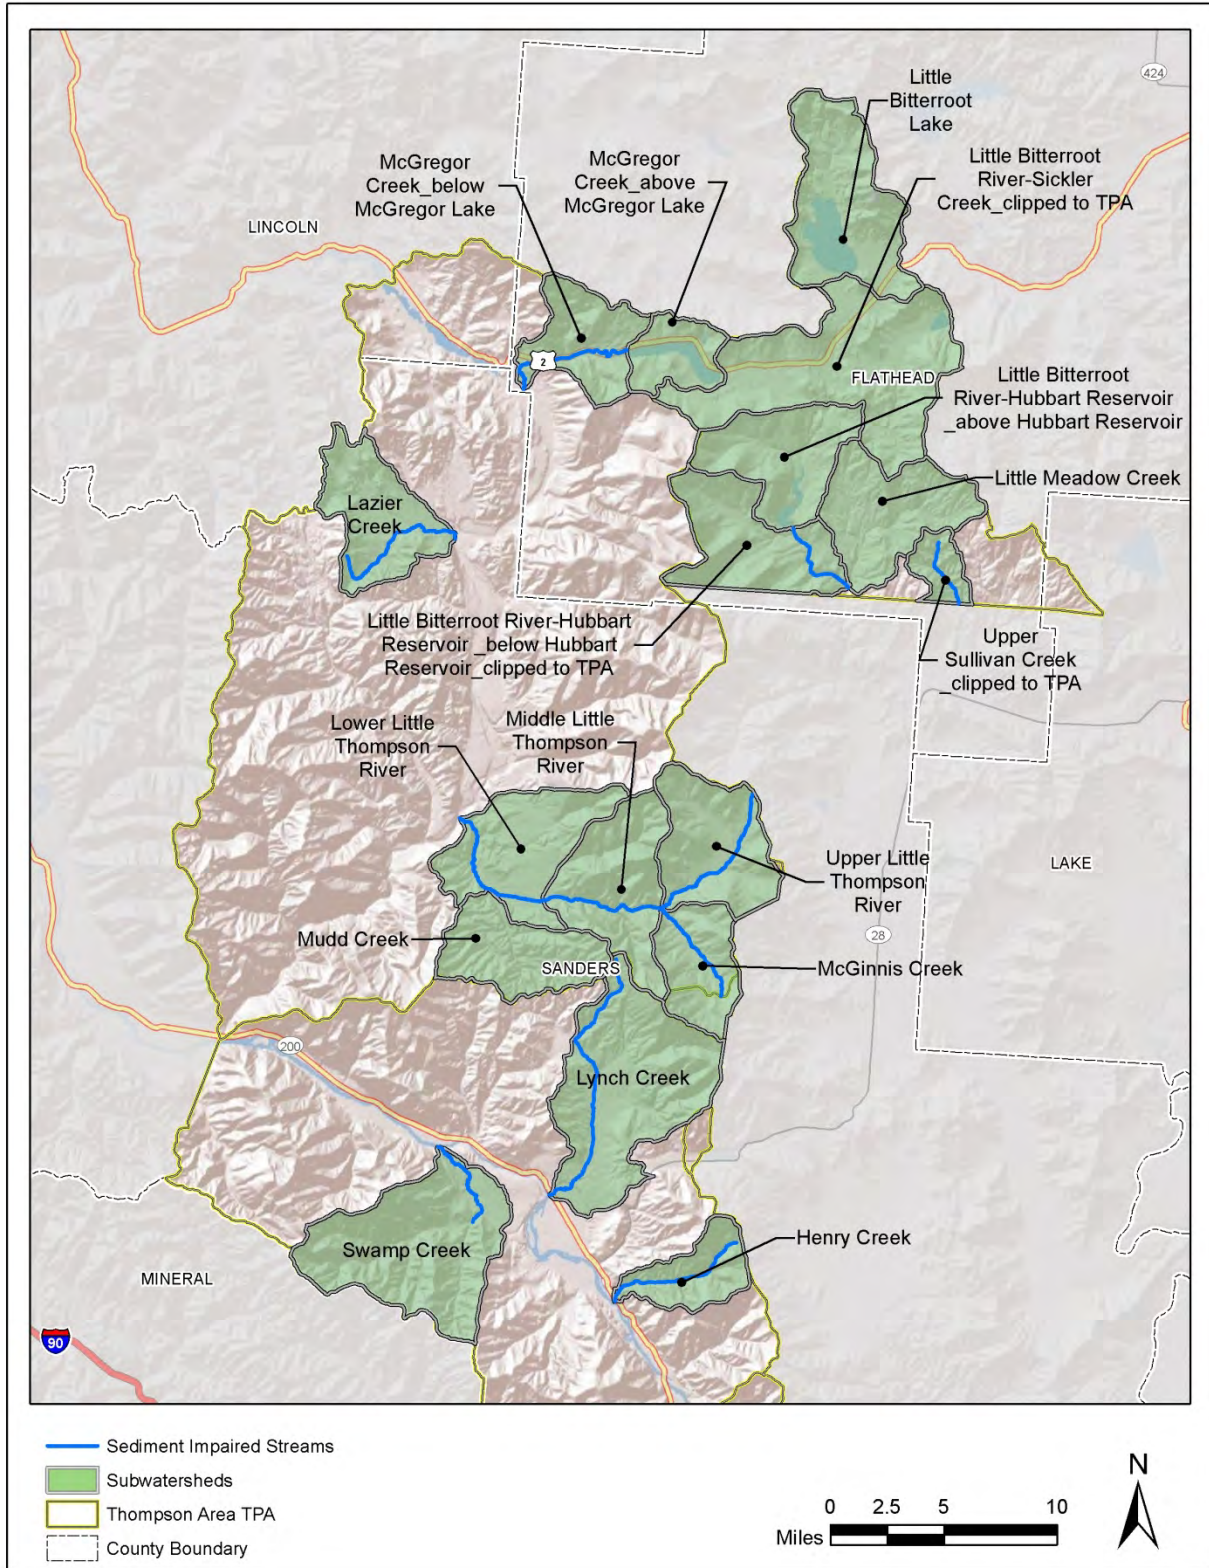 424
Little
Bitterroot
Lake
McGregor
Creek_below
McGregor Lake
McGregor
Creek_above
McGregor Lake
Little Bitterroot
River-Sickler
Creek_clipped to TPA
LINCOLN
2
FLATHEAD
Little Bitterroot
River-Hubbart Reservoir
_above Hubbart Reservoir
Little Meadow Creek
Lazier
Creek
Little Bitterroot River-Hubbart
Reservoir _below Hubbart
Reservoir_clipped to TPA
Upper
Sullivan Creek
_clipped to TPA
Lower Little
Thompson
River
Middle Little
Thompson
River
Upper Little
Thompson
River
LAKE
28
Mudd Creek
SANDERS
McGinnis Creek
200
Lynch Creek
Swamp Creek
Henry Creek
MINERAL
90
Sediment Impaired Streams
Subwatersheds
Thompson Area TPA
County Boundary
0 2.5 5 10
Miles
N